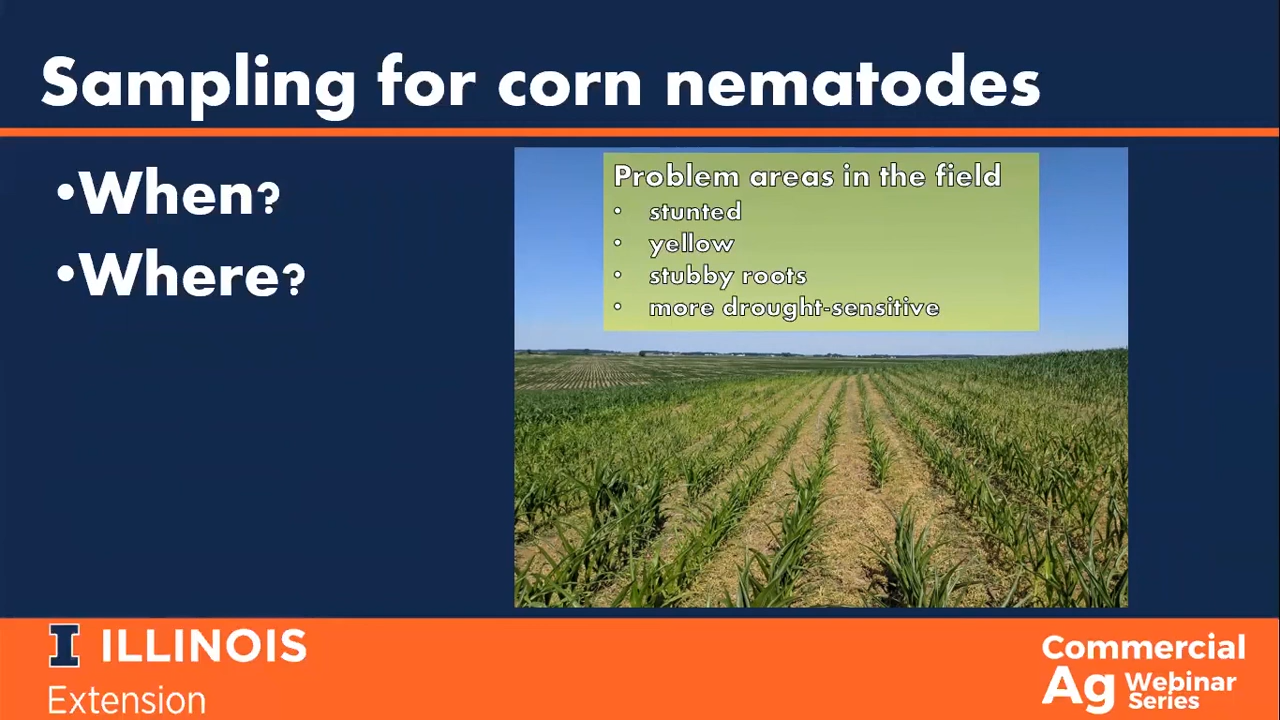 Sampling for corn nematodes
•When?
•Where?
Problem areas in the field
• stunted
• yellow
• stubby roots
• more drought-sensitive
I ILLINOIS
Extension
Commercial
Ag Webinar
Series